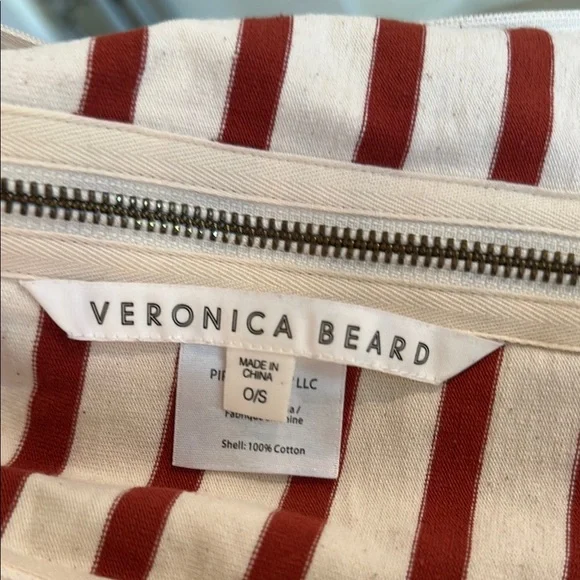 VERONICA BEARD
MADE IN
CHINA
O/S
LLC
Shell: 100% Cotton